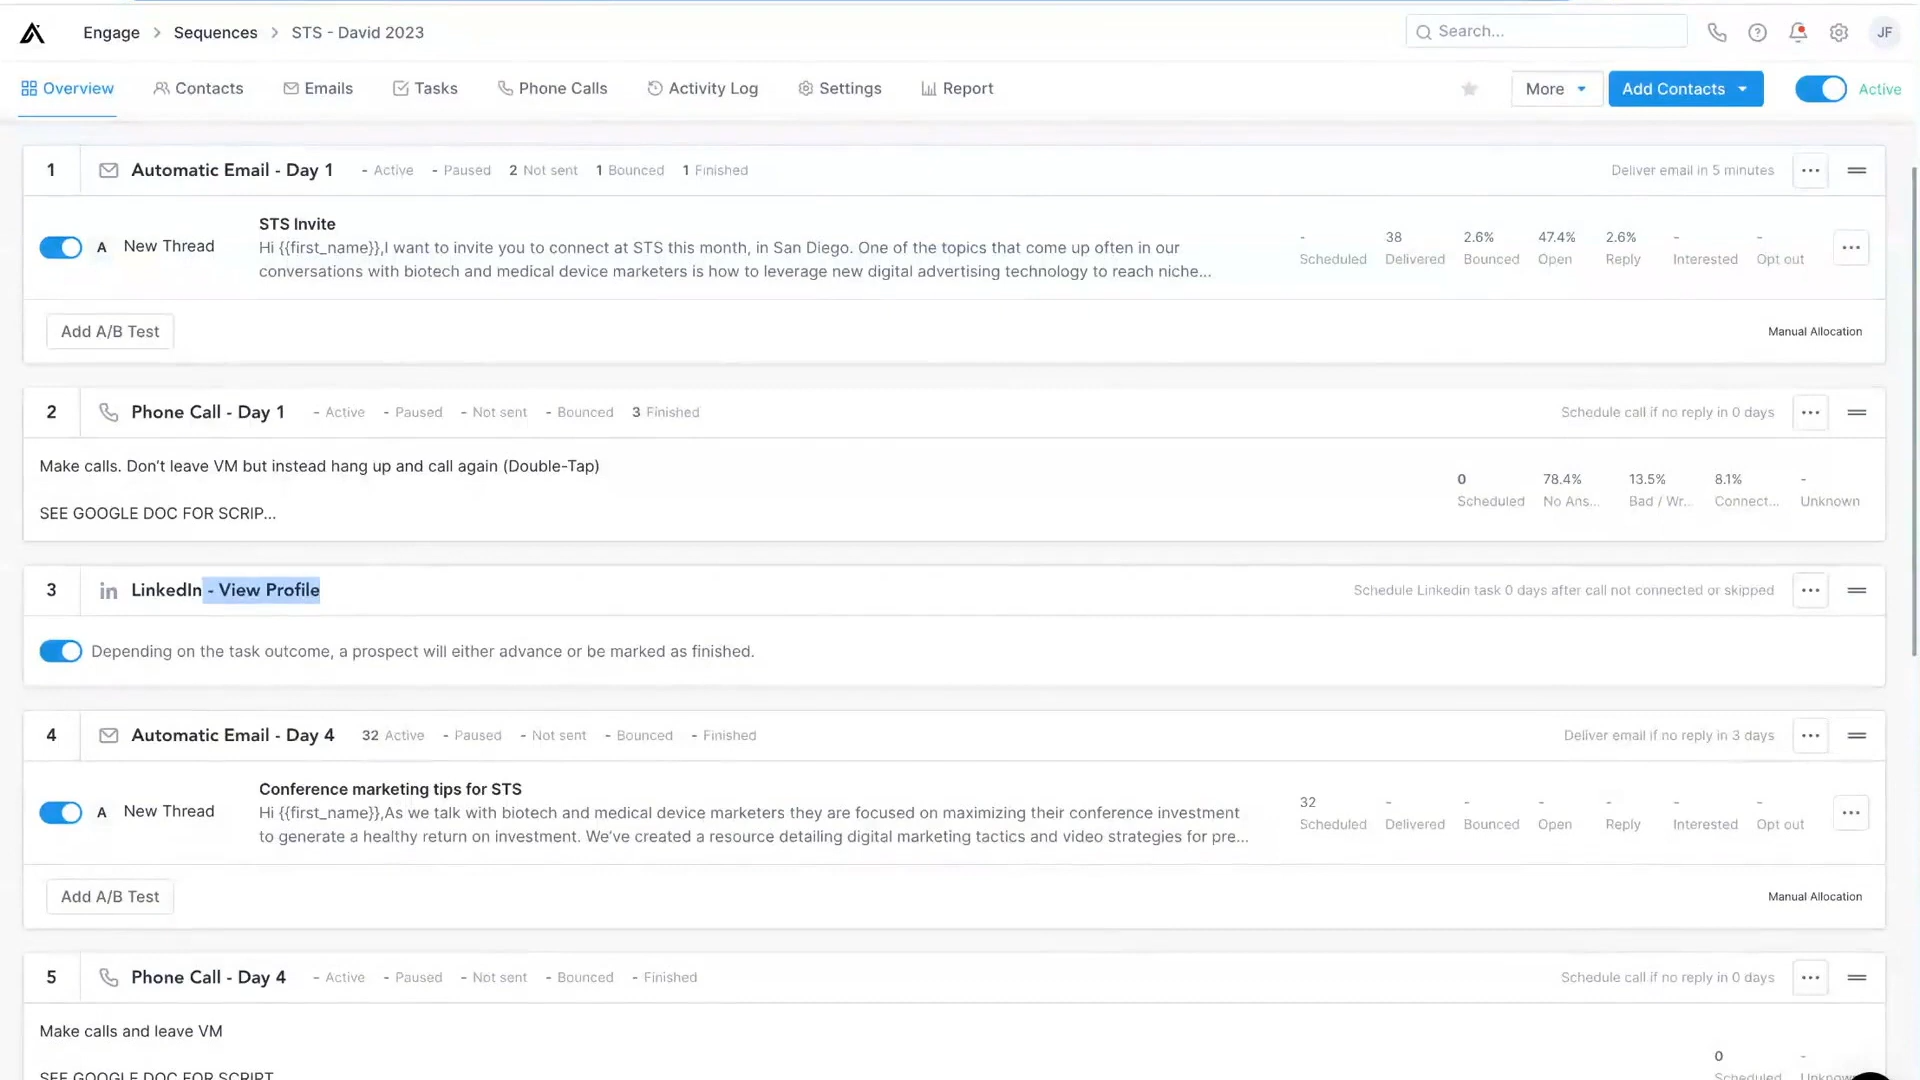 Engage > Sequences > STS - David 2023
Search...
JF
Overview
Contacts
Emails
Tasks
Phone Calls
Activity Log
Settings
Report
More
Add Contacts
Active
1
Automatic Email - Day 1
- Active - Paused 2 Not sent 1 Bounced 1 Finished
Deliver email in 5 minutes
A New Thread
STS Invite
Hi {{first_name}},I want to invite you to connect at STS this month, in San Diego. One of the topics that come up often in our
conversations with biotech and medical device marketers is how to leverage new digital advertising technology to reach niche...
- 38 2.6% 47.4% 2.6% - -
Scheduled Delivered Bounced Open Reply Interested Opt out
Add A/B Test
Manual Allocation
2
Phone Call - Day 1
- Active - Paused - Not sent - Bounced 3 Finished
Schedule call if no reply in 0 days
Make calls. Don't leave VM but instead hang up and call again (Double-Tap)
SEE GOOGLE DOC FOR SCRIP...
0 78.4% 13.5% 8.1% -
Scheduled No Ans... Bad / Wr... Connect... Unknown
3
in
LinkedIn - View Profile
Schedule Linkedin task 0 days after call not connected or skipped
Depending on the task outcome, a prospect will either advance or be marked as finished.
4
Automatic Email - Day 4
32 Active - Paused - Not sent - Bounced - Finished
Deliver email if no reply in 3 days
A New Thread
Conference marketing tips for STS
Hi {{first_name}},As we talk with biotech and medical device marketers they are focused on maximizing their conference investment
to generate a healthy return on investment. We've created a resource detailing digital marketing tactics and video strategies for pre...
32 - - - - - -
Scheduled Delivered Bounced Open Reply Interested Opt out
Add A/B Test
Manual Allocation
5
Phone Call - Day 4
- Active - Paused - Not sent - Bounced - Finished
Schedule call if no reply in 0 days
Make calls and leave VM
SEE GOOGLE DOC FOR SCRIPT
0 -
Scheduled Unknown